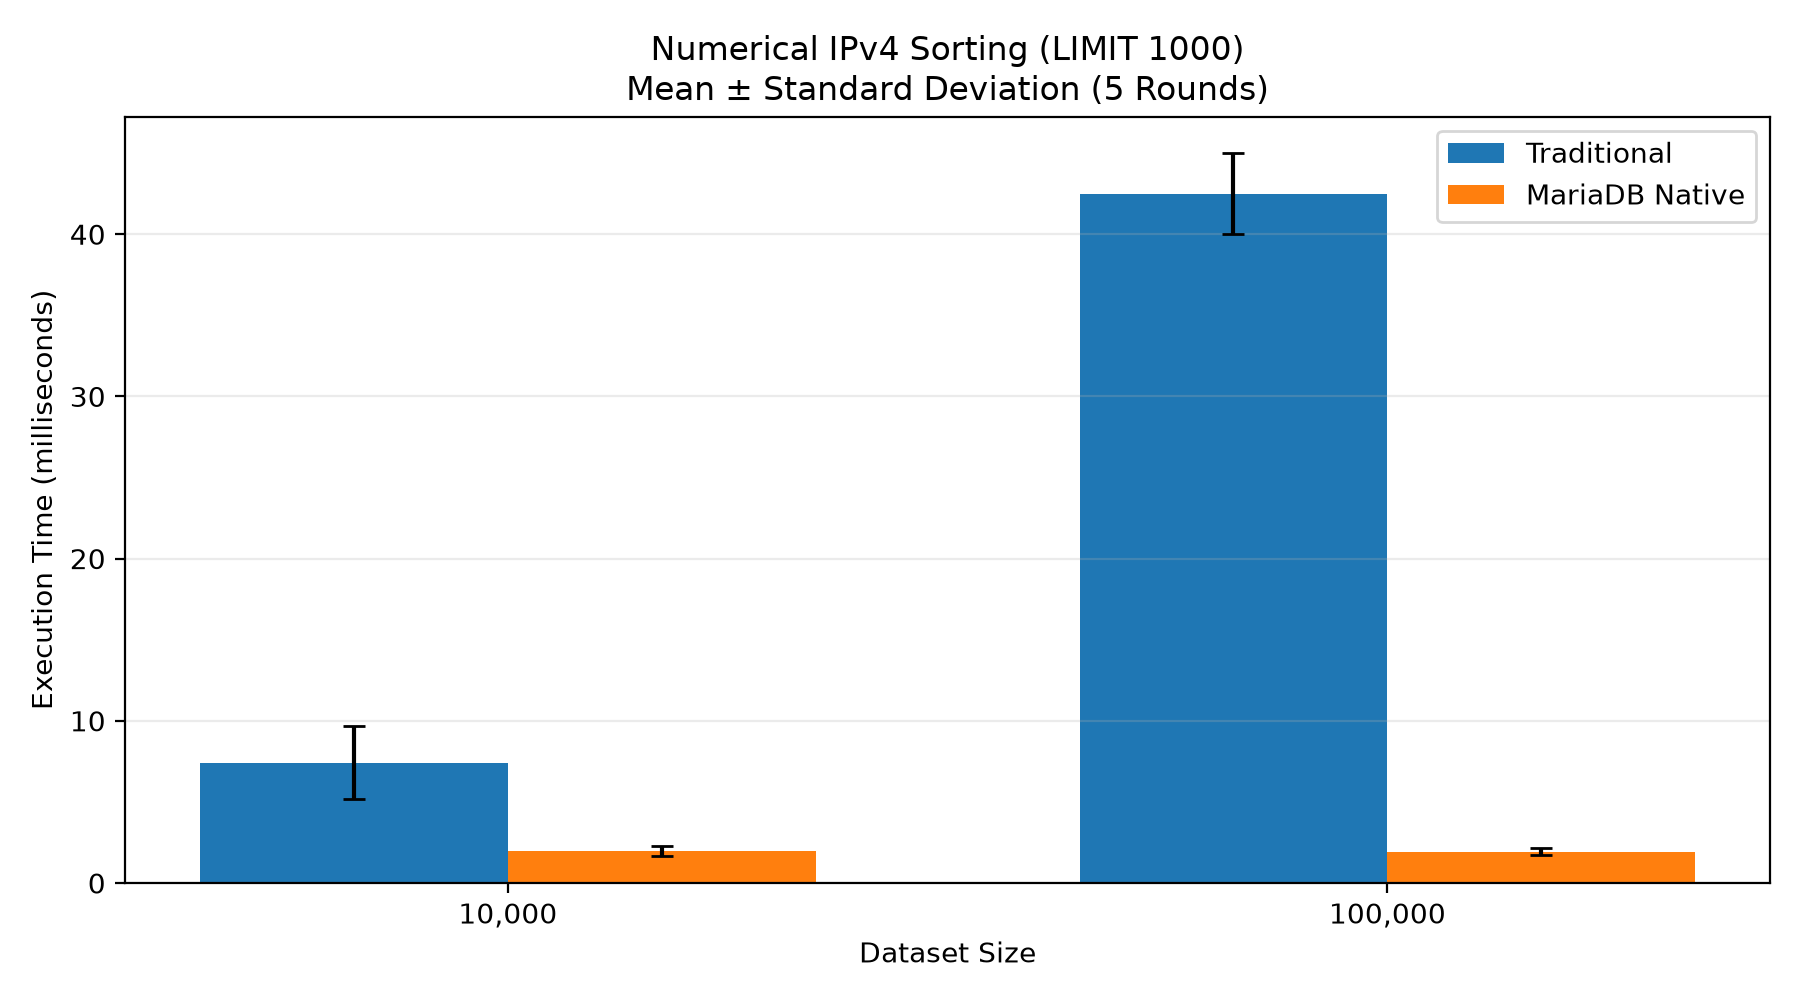 Numerical IPv4 Sorting (LIMIT 1000)
Mean ± Standard Deviation (5 Rounds)
Traditional
MariaDB Native
Execution Time (milliseconds)
40
30
20
10
0
10,000
100,000
Dataset Size